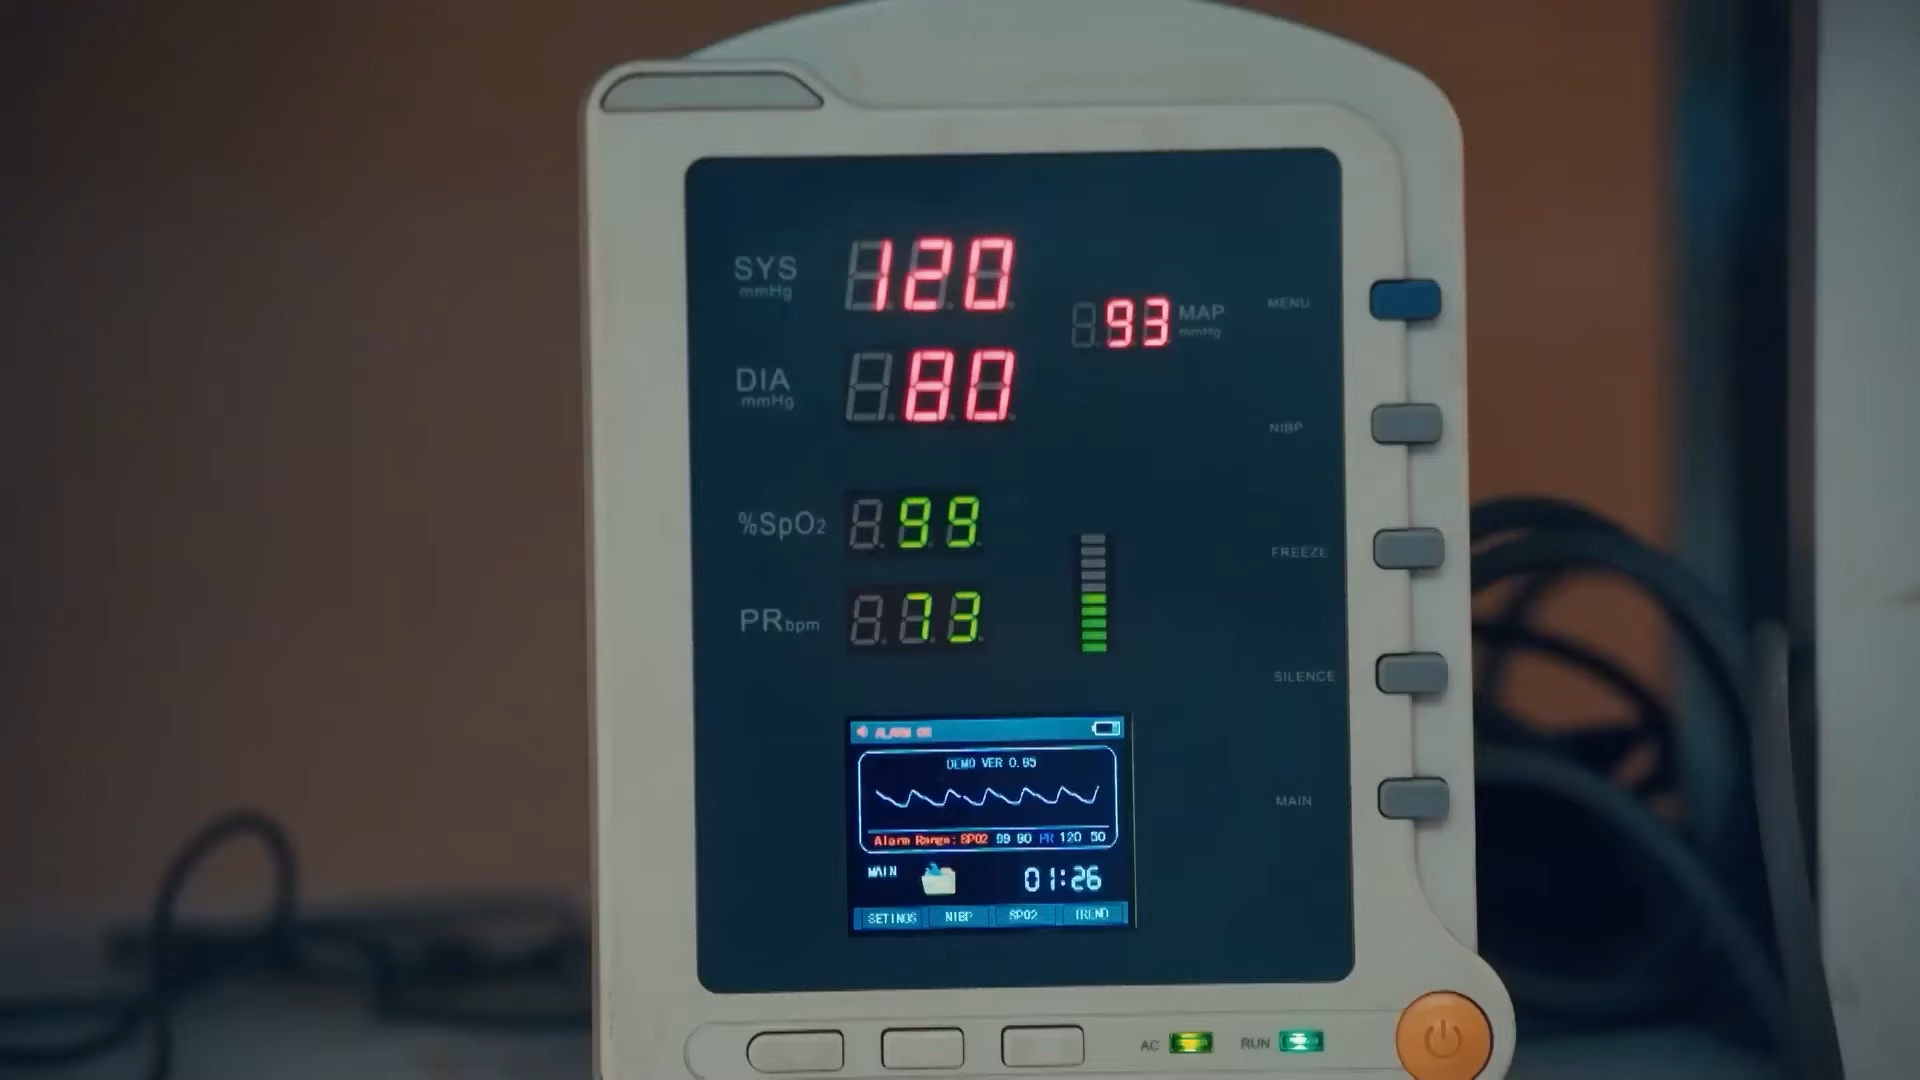 SYS 120
mmHg
93 MAP
mmHg
MENU
DIA 80
mmHg
NIBP
%SpO2 99
FREEZE
PRbpm 73
SILENCE
ALARM
DEMO VER 0.95
Alarm Range: SPO2 99 90 PR 120 50
MAIN
MAIN 01:26
SETINGS NIBP SPO2 TREND
AC RUN